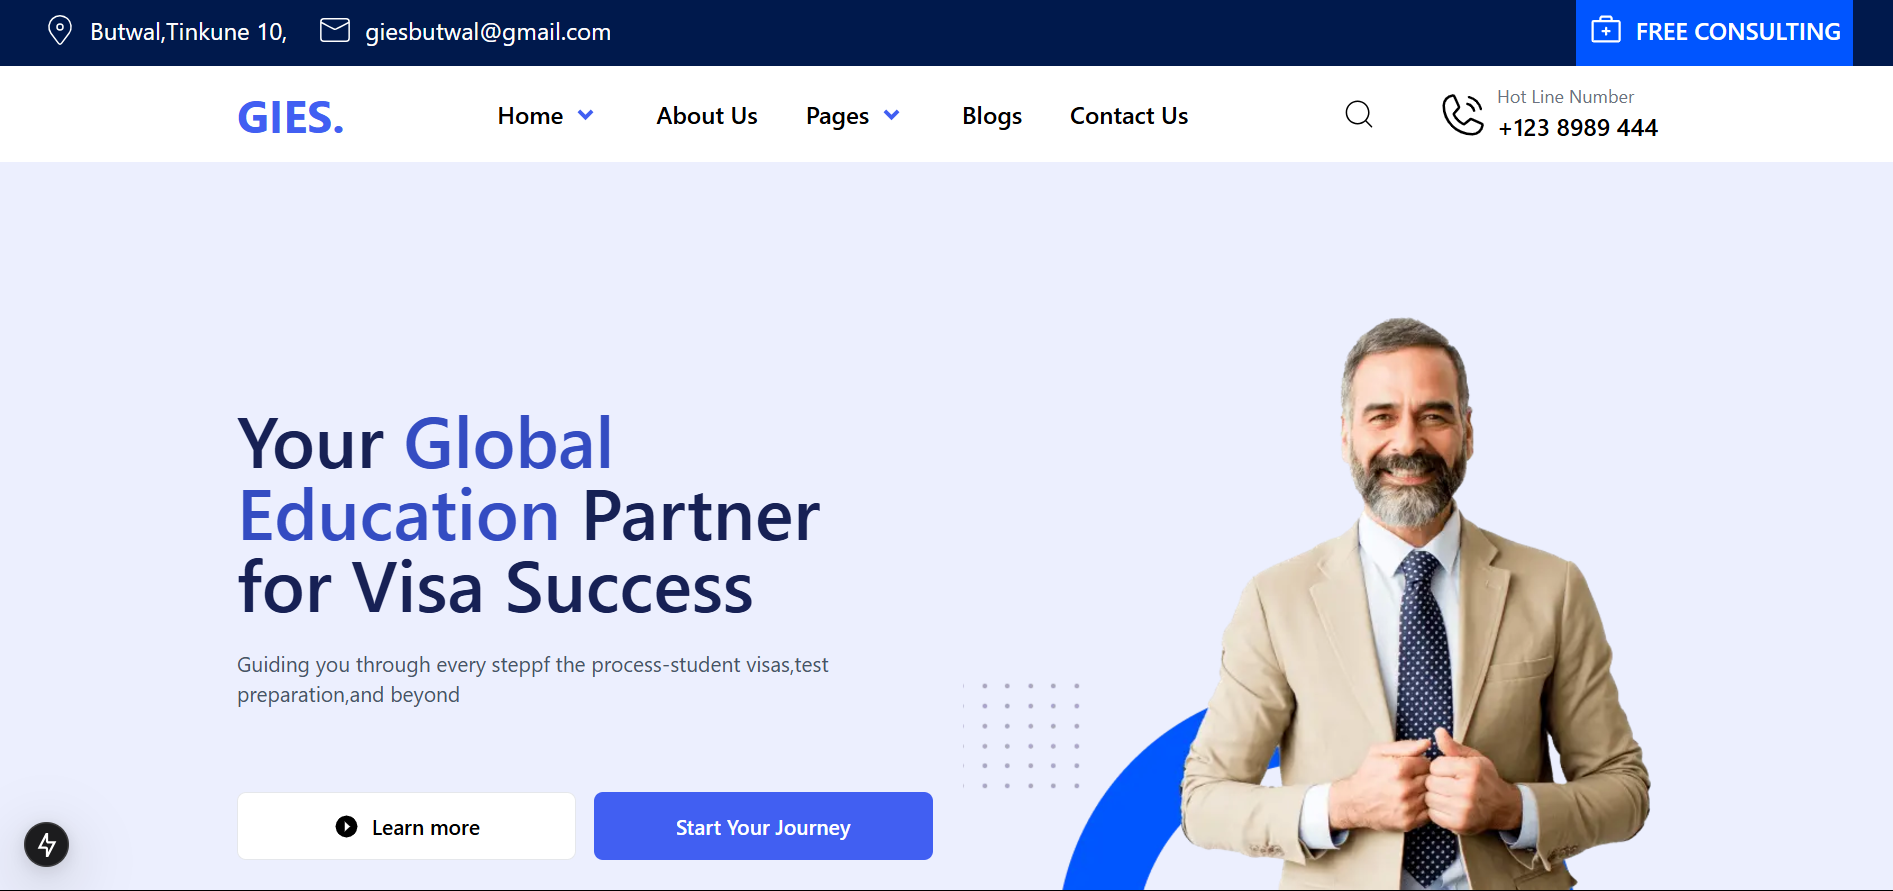 Butwal,Tinkune 10,
giesbutwal@gmail.com
FREE CONSULTING
GIES.
Home
About Us
Pages
Blogs
Contact Us
Hot Line Number
+123 8989 444
Your Global
Education Partner
for Visa Success
Guiding you through every steppf the process-student visas,test
preparation,and beyond
Learn more
Start Your Journey